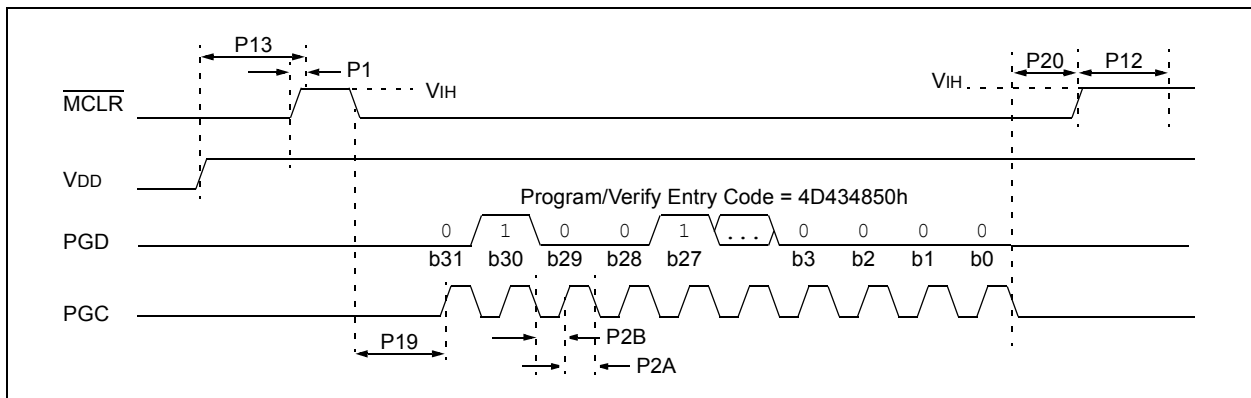 P13
P20 P12
P1
VIH VIH
MCLR
VDD
Program/Verify Entry Code = 4D434850h
PGD 0 1 0 0 1 ... 0 0 0 0
b31 b30 b29 b28 b27 b3 b2 b1 b0
PGC
P19 P2B
P2A